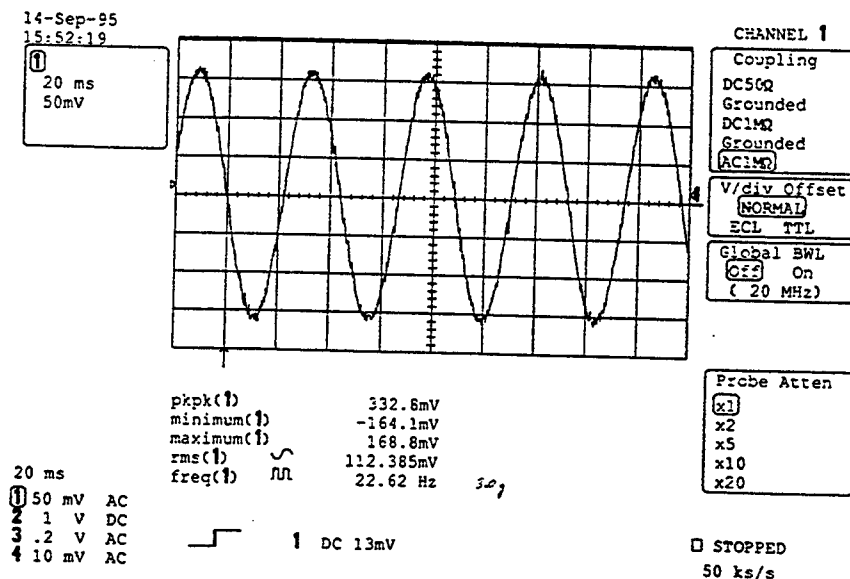 14-Sep-95
15:52:19
1
20 ms
50mV
CHANNEL 1
Coupling
DC50Ω
Grounded
DC1MΩ
Grounded
AC1MΩ
V/div Offset
NORMAL
ECL TTL
Global BWL
Off On
( 20 MHz)
Probe Atten
x1
x2
x5
x10
x20
pkpk(1) 332.8mV
minimum(1) -164.1mV
maximum(1) 168.8mV
rms(1) 112.385mV
freq(1) 22.62 Hz
20 ms
1 50 mV AC
2 1 V DC
3 .2 V AC
4 10 mV AC
1 DC 13mV
STOPPED
50 ks/s